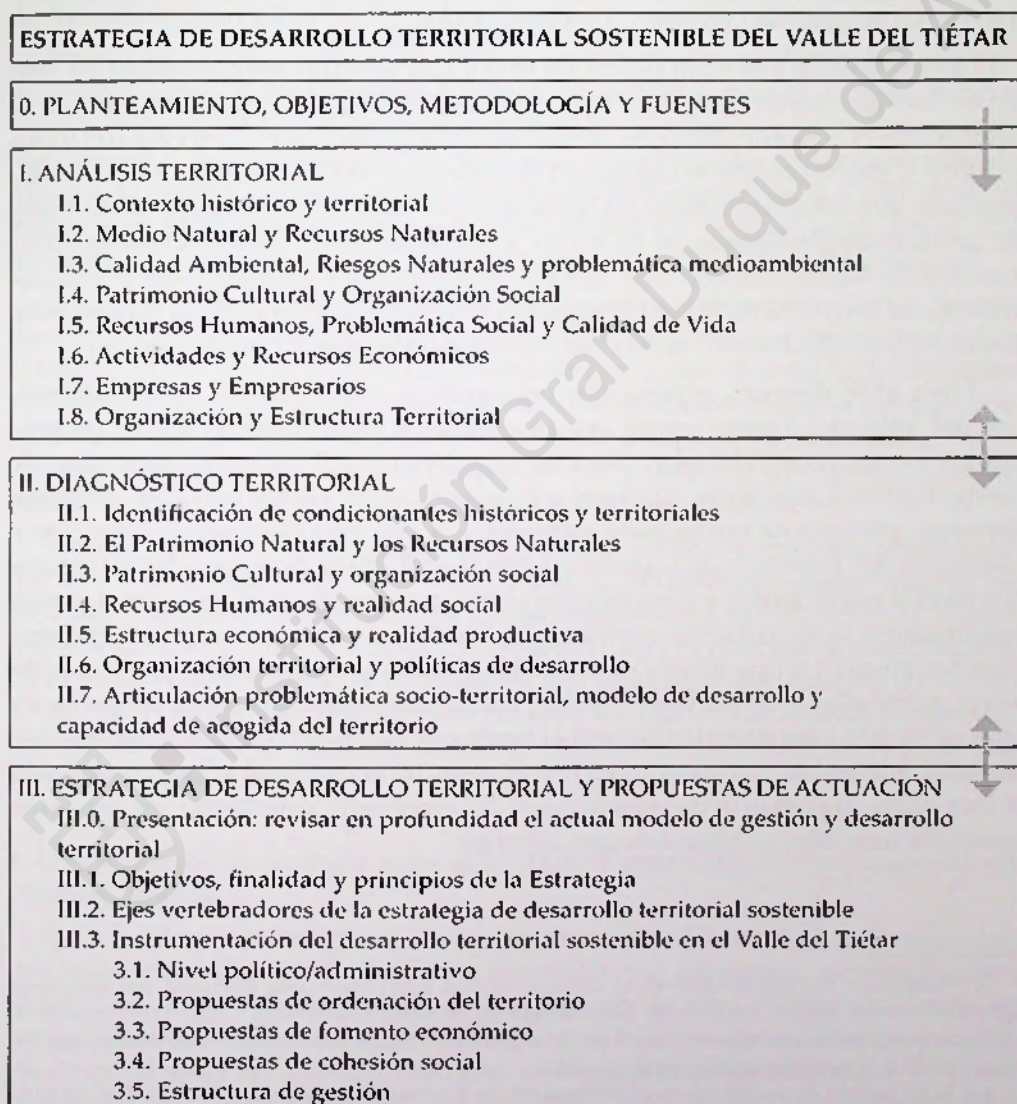 ESTRATEGIA DE DESARROLLO TERRITORIAL SOSTENIBLE DEL VALLE DEL TIÉTAR
0. PLANTEAMIENTO, OBJETIVOS, METODOLOGÍA Y FUENTES
I. ANÁLISIS TERRITORIAL
I.1. Contexto histórico y territorial
I.2. Medio Natural y Recursos Naturales
I.3. Calidad Ambiental, Riesgos Naturales y problemática medioambiental
I.4. Patrimonio Cultural y Organización Social
I.5. Recursos Humanos, Problemática Social y Calidad de Vida
I.6. Actividades y Recursos Económicos
I.7. Empresas y Empresarios
I.8. Organización y Estructura Territorial
II. DIAGNÓSTICO TERRITORIAL
II.1. Identificación de condicionantes históricos y territoriales
II.2. El Patrimonio Natural y los Recursos Naturales
II.3. Patrimonio Cultural y organización social
II.4. Recursos Humanos y realidad social
II.5. Estructura económica y realidad productiva
II.6. Organización territorial y políticas de desarrollo
II.7. Articulación problemática socio-territorial, modelo de desarrollo y
capacidad de acogida del territorio
III. ESTRATEGIA DE DESARROLLO TERRITORIAL Y PROPUESTAS DE ACTUACIÓN
III.0. Presentación: revisar en profundidad el actual modelo de gestión y desarrollo
territorial
III.1. Objetivos, finalidad y principios de la Estrategia
III.2. Ejes vertebradores de la estrategia de desarrollo territorial sostenible
III.3. Instrumentación del desarrollo territorial sostenible en el Valle del Tiétar
3.1. Nivel político/administrativo
3.2. Propuestas de ordenación del territorio
3.3. Propuestas de fomento económico
3.4. Propuestas de cohesión social
3.5. Estructura de gestión
Institución Gran Duque de